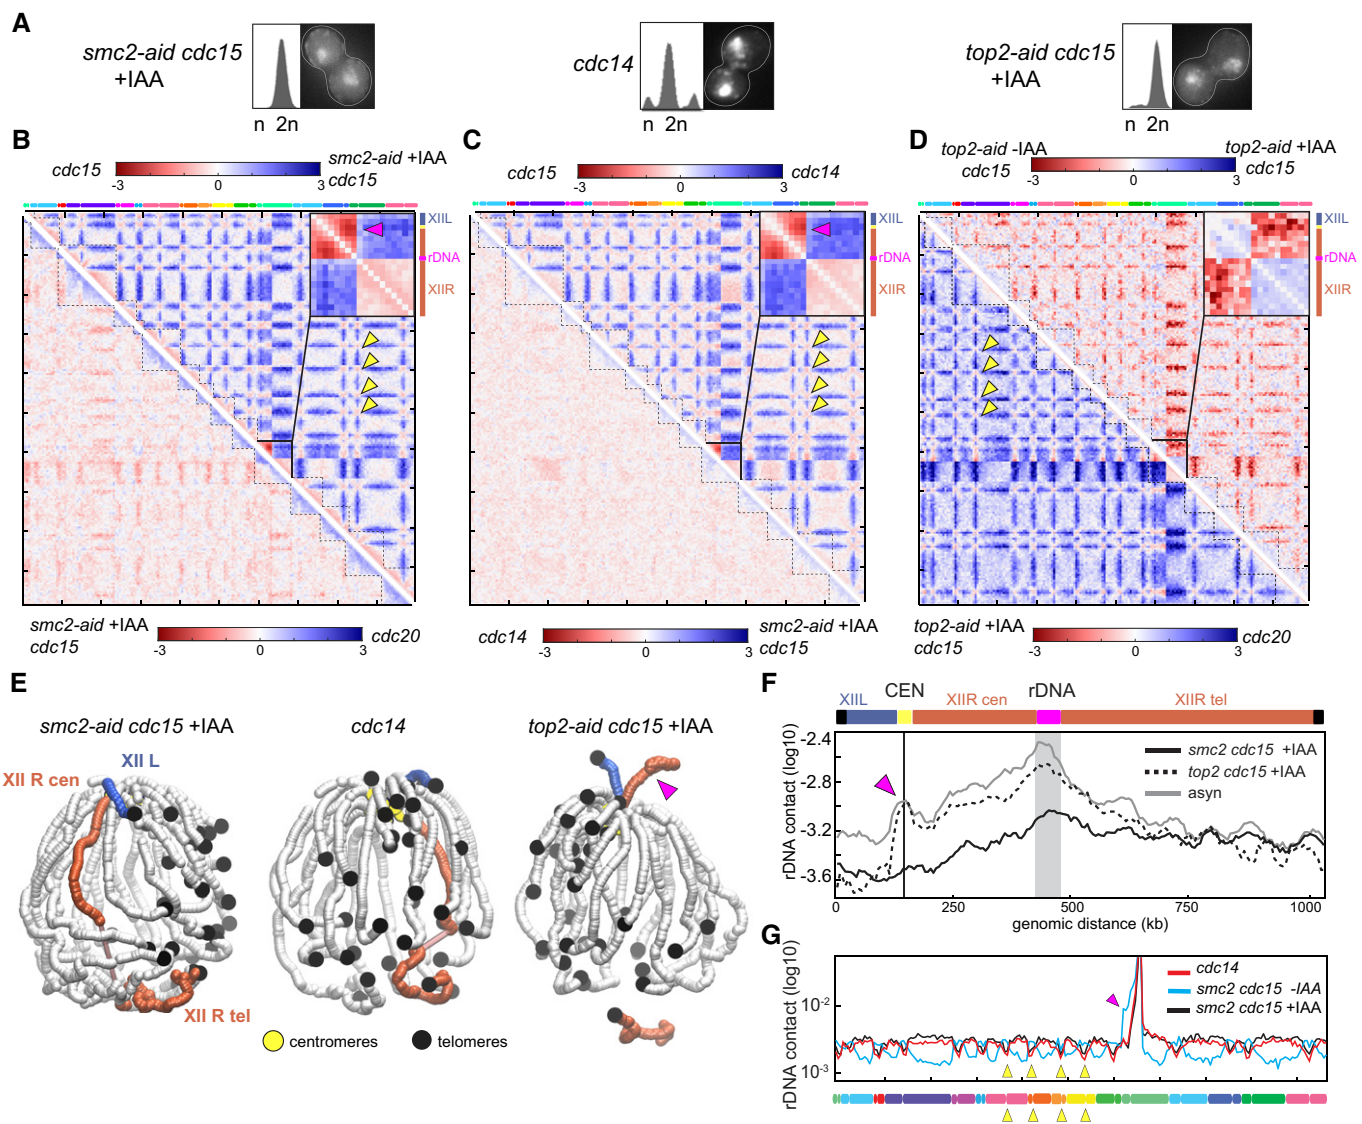 A
smc2-aid cdc15
+IAA
n 2n
cdc14
n 2n
top2-aid cdc15
+IAA
n 2n
B
cdc15
-3 0 3
smc2-aid +IAA
cdc15
XIIL
rDNA
XIIR
smc2-aid +IAA
cdc15
-3 0 3
cdc20
C
cdc15
-3 0 3
cdc14
XIIL
rDNA
XIIR
cdc14
-3 0 3
smc2-aid +IAA
cdc15
D
top2-aid -IAA
cdc15
-3 0 3
top2-aid +IAA
cdc15
XIIL
rDNA
XIIR
top2-aid +IAA
cdc15
-3 0 3
cdc20
E
smc2-aid cdc15 +IAA
cdc14
top2-aid cdc15 +IAA
XII L
XII R cen
XII R tel
centromeres
telomeres
F
XIIL
CEN
XIIR cen
rDNA
XIIR tel
rDNA contact (log10)
-2.4
-2.8
-3.2
-3.6
smc2 cdc15 +IAA
top2 cdc15 +IAA
asyn
0 250 500 750 1000
genomic distance (kb)
G
rDNA contact (log10)
10-2
10-3
cdc14
smc2 cdc15 -IAA
smc2 cdc15 +IAA